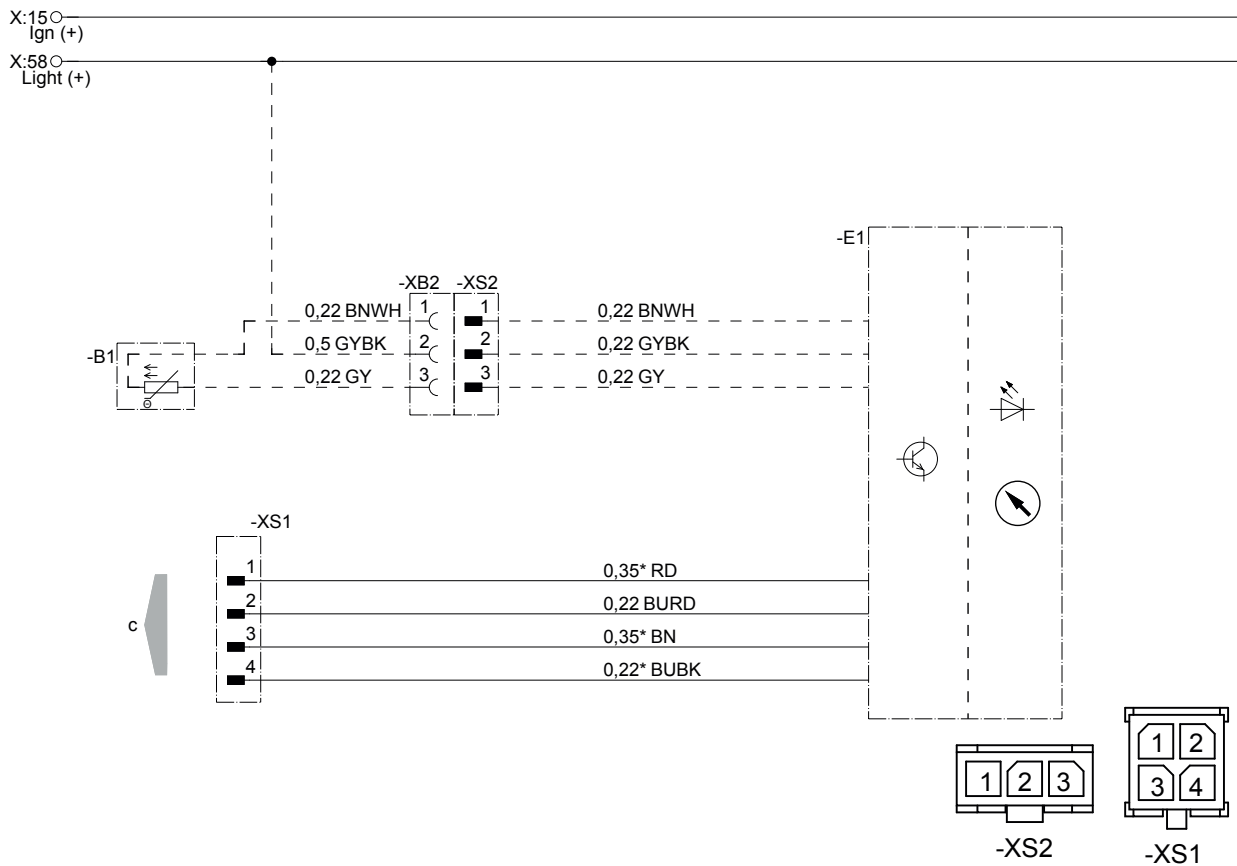 X:15
Ign (+)
X:58
Light (+)
-E1
-XB2 -XS2
0,22 BNWH 1 1 0,22 BNWH
-B1 0,5 GYBK 2 2 0,22 GYBK
0,22 GY 3 3 0,22 GY
Θ
-XS1
1 0,35* RD
2 0,22 BURD
c
3 0,35* BN
4 0,22* BUBK
1 2
1 2 3
3 4
-XS2
-XS1